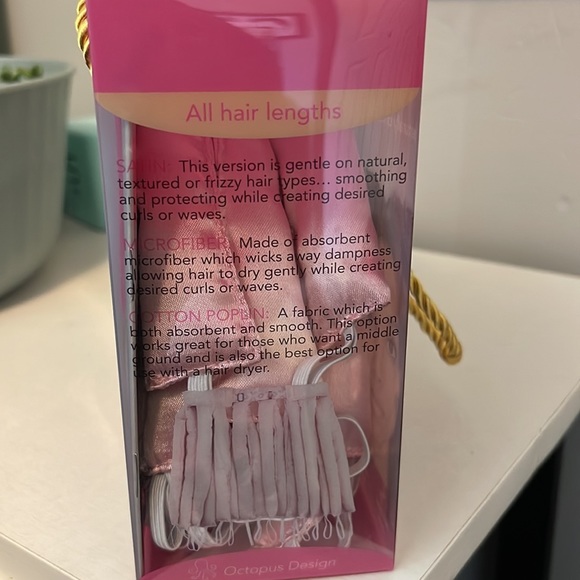 All hair lengths
SATIN: This version is gentle on natural,
textured or frizzy hair types... smoothing
and protecting while creating desired
curls or waves.
MICROFIBER: Made of absorbent
microfiber which wicks away dampness
allowing hair to dry gently while creating
desired curls or waves.
COTTON POPLIN: A fabric which is
both absorbent and smooth. This option
works great for those who want a middle
ground and is also the best option for
use with a hair dryer.
Octopus Design